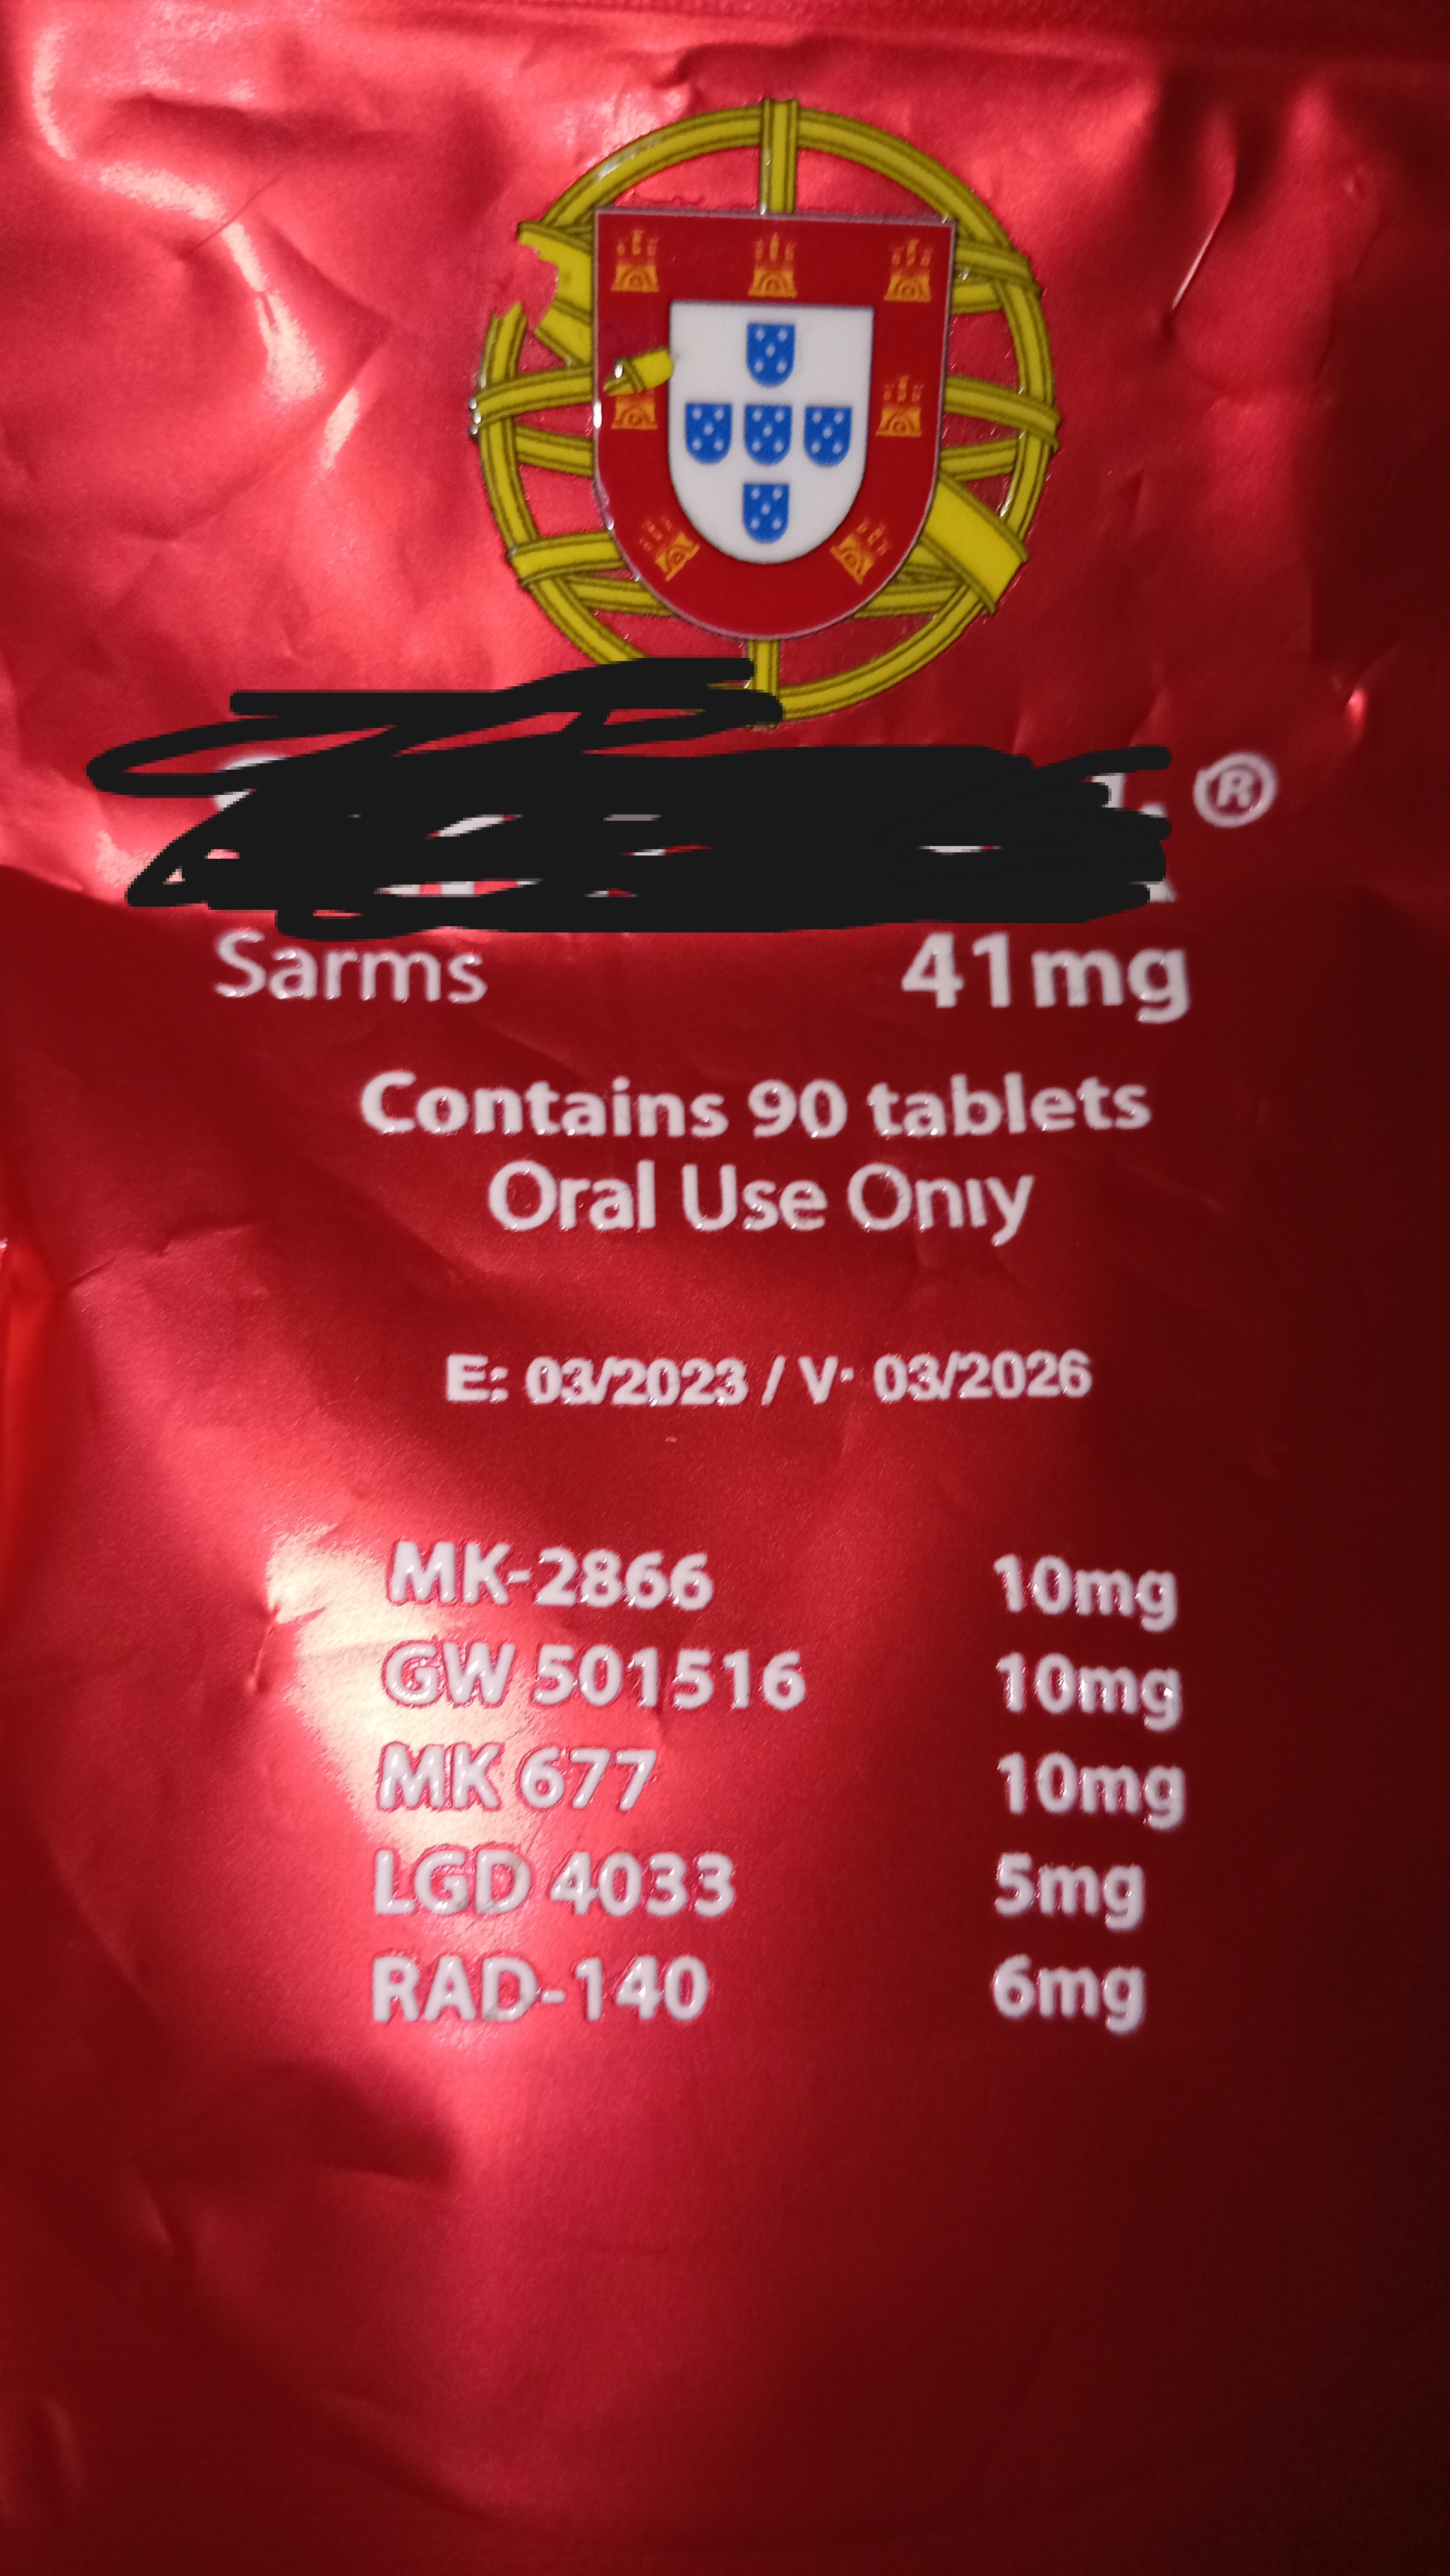 ®
Sarms 41mg
Contains 90 tablets
Oral Use Only
E: 03/2023 / V: 03/2026
MK-2866 10mg
GW 501516 10mg
MK 677 10mg
LGD 4033 5mg
RAD-140 6mg